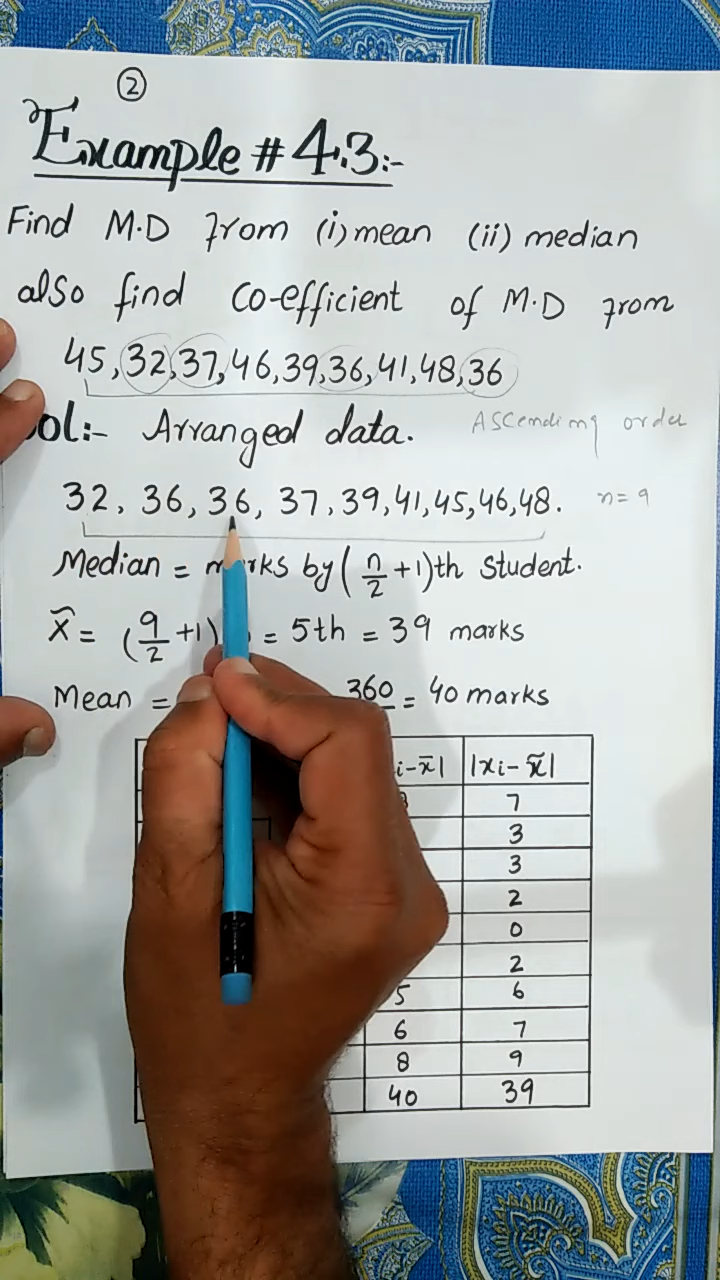 ②
Example # 4.3:-
Find M.D from (i) mean (ii) median
also find co-efficient of M.D from
45, 32, 37, 46, 39, 36, 41, 48, 36
ol:- Arranged data. Ascending order
32, 36, 36, 37, 39, 41, 45, 46, 48. n = 9
Median = marks by (n/2 + 1)th student.
x̃ = (9/2 + 1) = 5th = 39 marks
Mean = 360 = 40 marks
i - x̄| |xi - x̃|
7
3
3
2
0
2
5 6
6 7
8 9
40 39